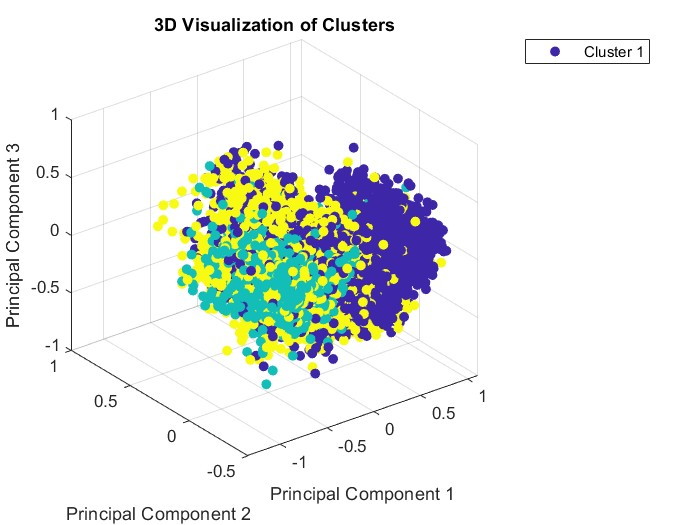 3D Visualization of Clusters
Cluster 1
Principal Component 3
1
0.5
0
-0.5
-1
1
0.5
0
-0.5
Principal Component 2
-1
-0.5
0
0.5
1
Principal Component 1